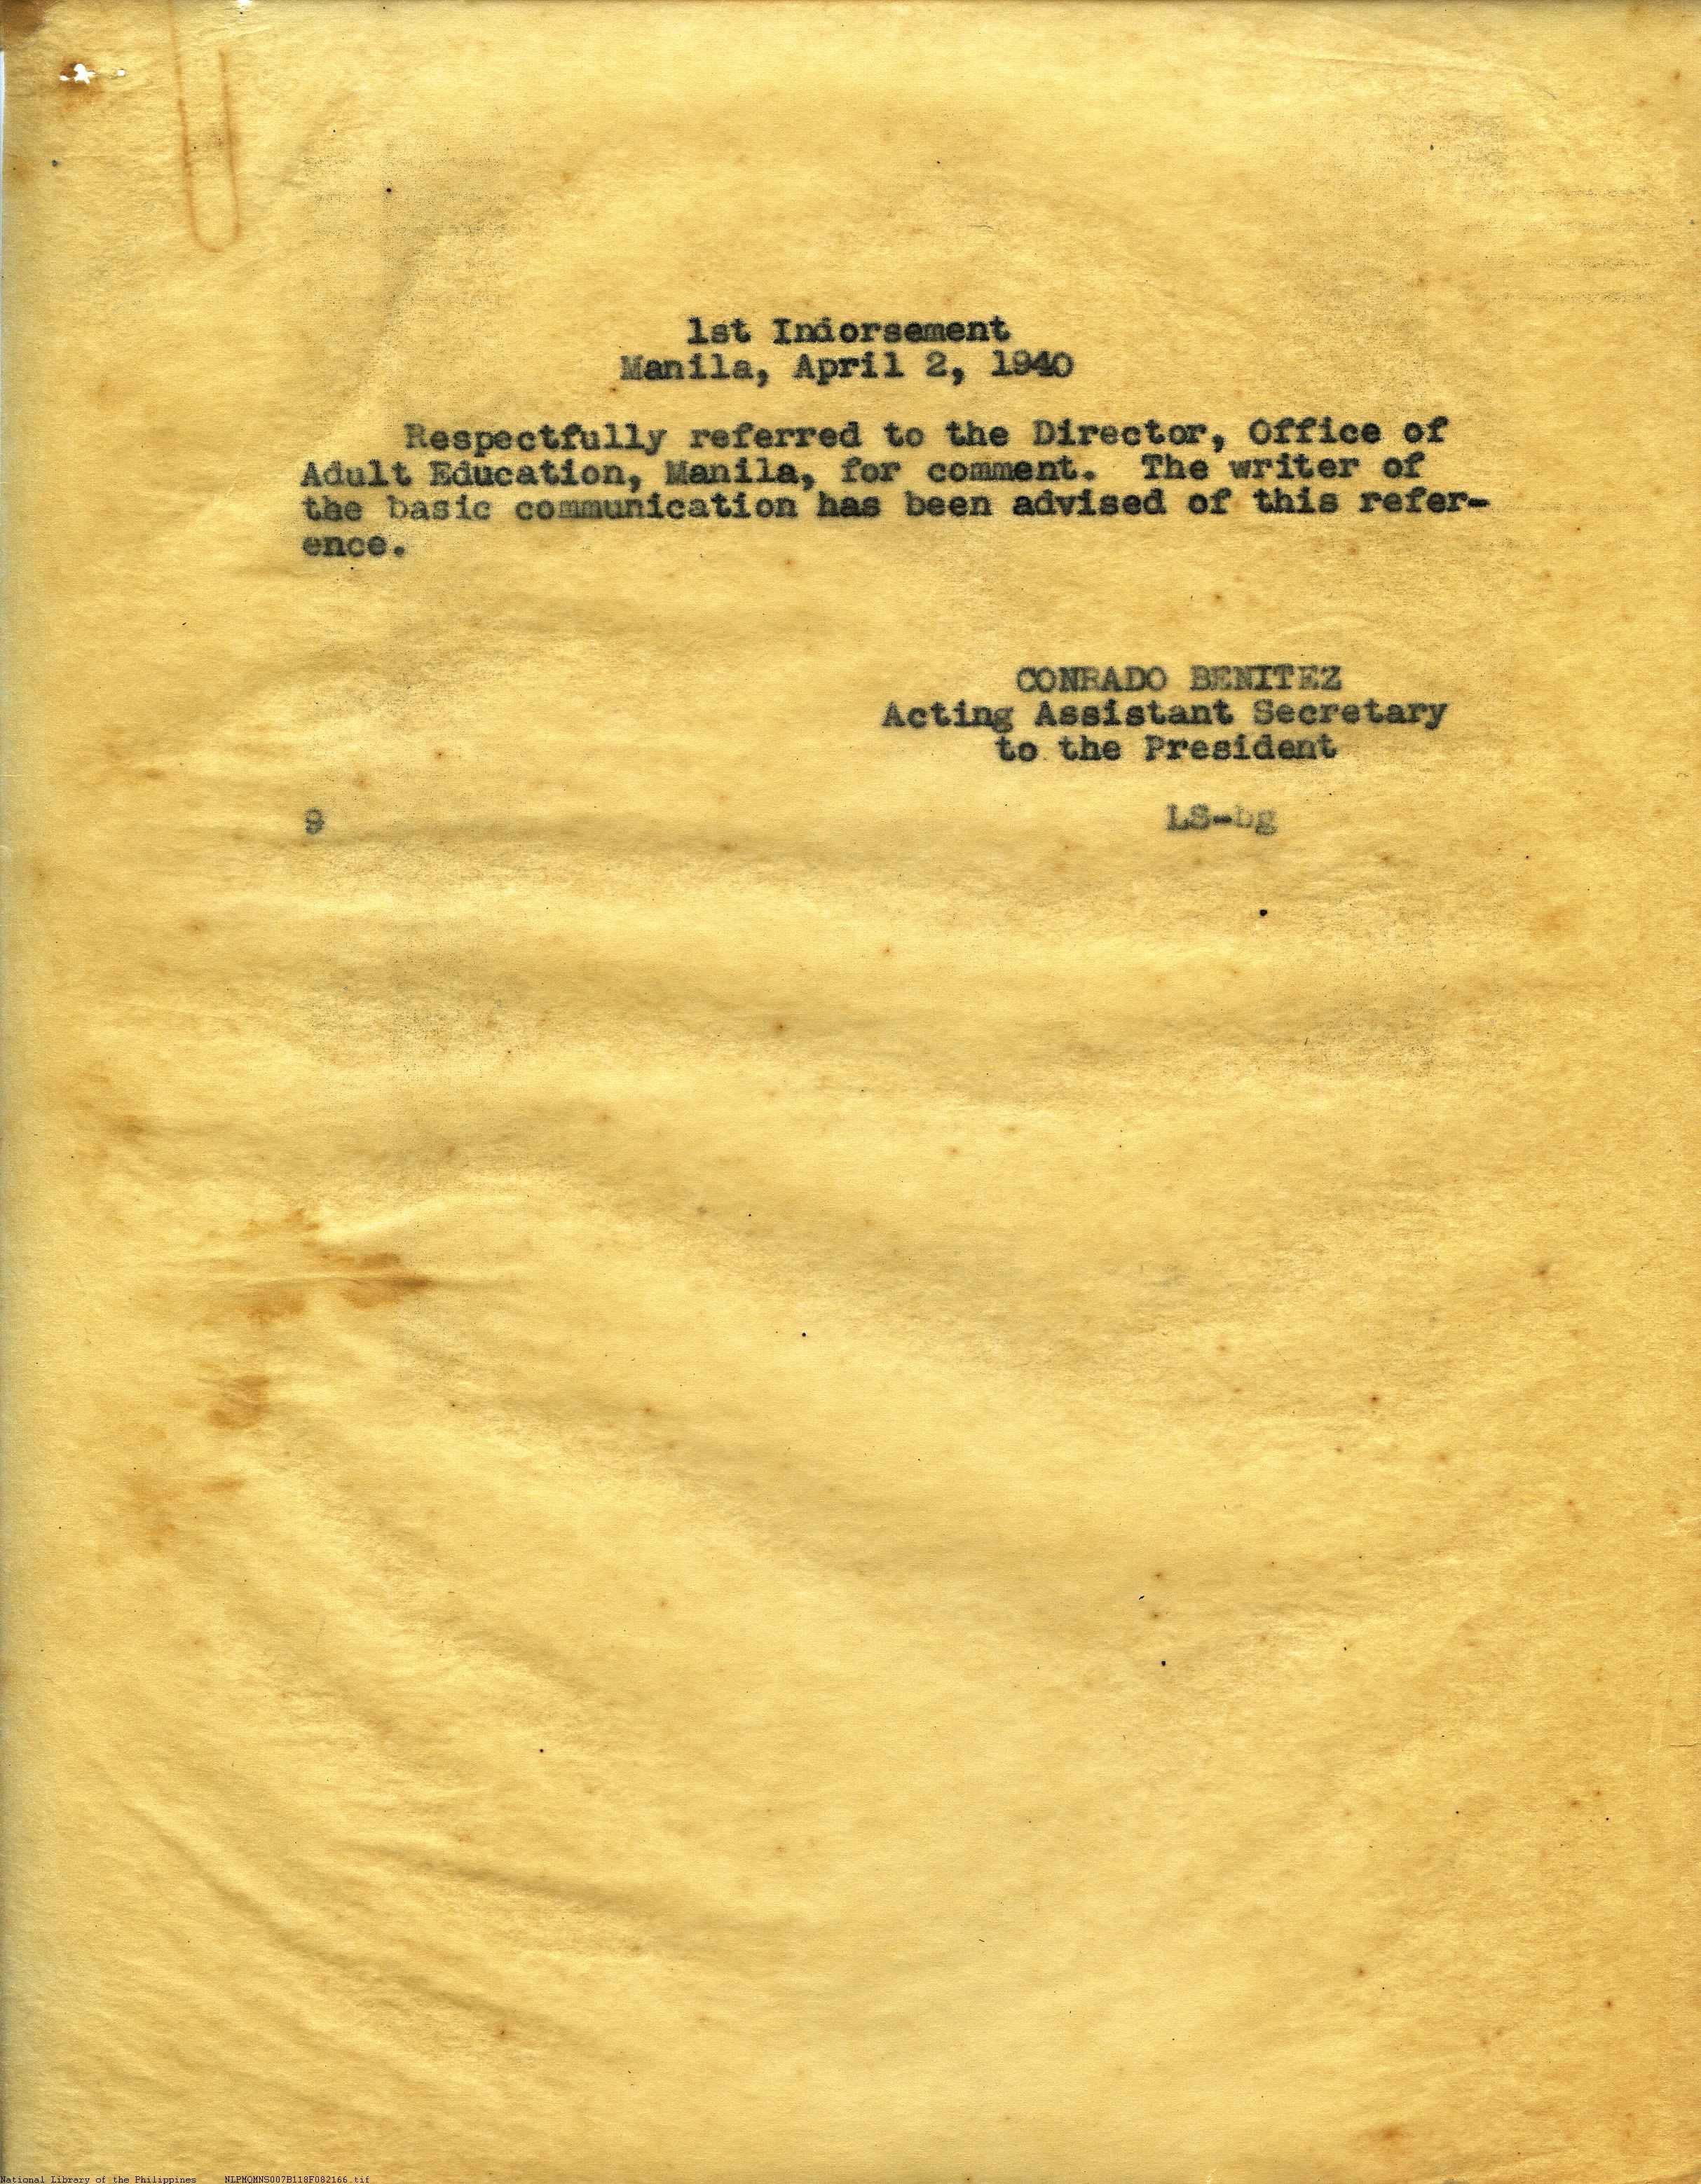 1st Indorsement
Manila, April 2, 1940
Respectfully referred to the Director, Office of
Adult Education, Manila, for comment. The writer of
the basic communication has been advised of this refer-
ence.
CONRADO BENITEZ
Acting Assistant Secretary
to the President
9 LS-bg
National Library of the Philippines NLPMQMNS007B118F082166.tif